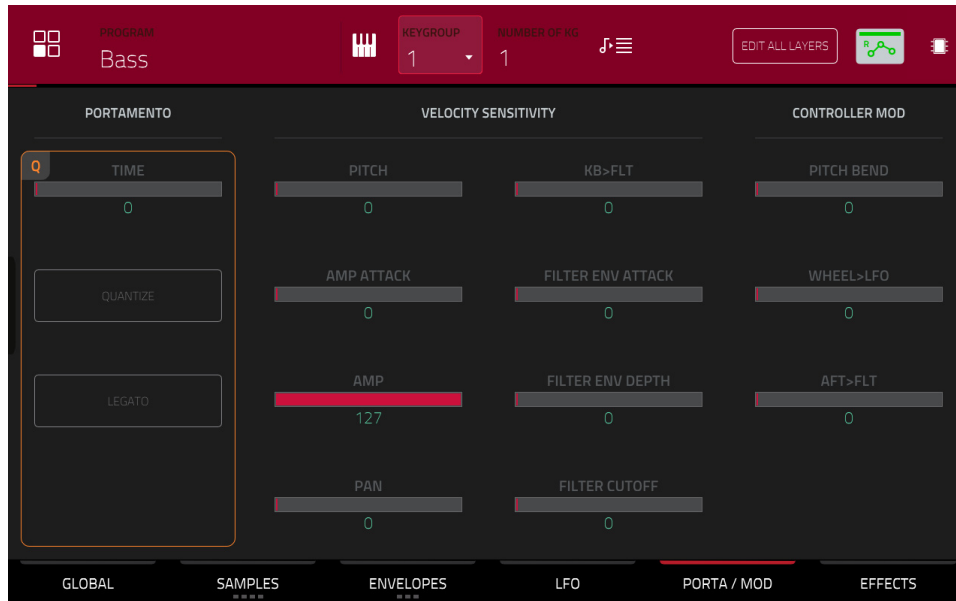 PROGRAM
Bass
KEYGROUP
1
NUMBER OF KG
1
EDIT ALL LAYERS
R
PORTAMENTO
VELOCITY SENSITIVITY
CONTROLLER MOD
Q
TIME
0
PITCH
0
KB>FLT
0
PITCH BEND
0
QUANTIZE
AMP ATTACK
0
FILTER ENV ATTACK
0
WHEEL>LFO
0
LEGATO
AMP
127
FILTER ENV DEPTH
0
AFT>FLT
0
PAN
0
FILTER CUTOFF
0
GLOBAL
SAMPLES
ENVELOPES
LFO
PORTA / MOD
EFFECTS